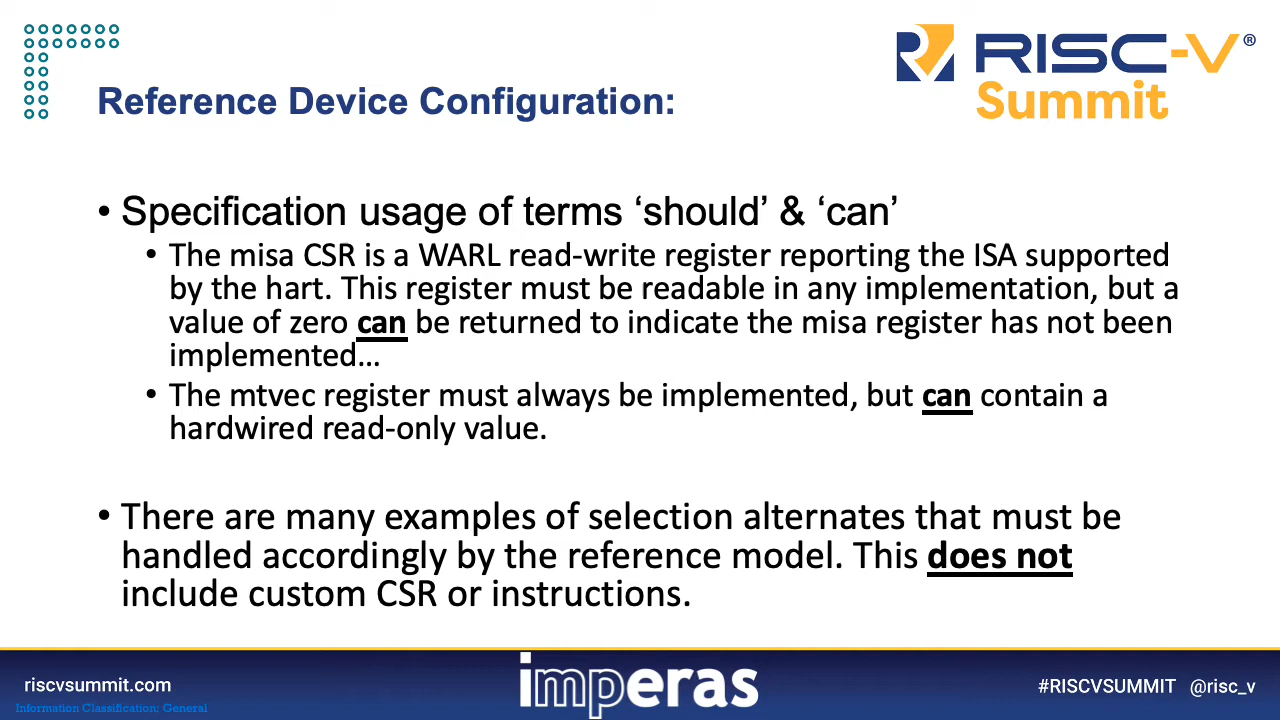 RISC-V®
Summit
Reference Device Configuration:
• Specification usage of terms ‘should’ & ‘can’
• The misa CSR is a WARL read-write register reporting the ISA supported
by the hart. This register must be readable in any implementation, but a
value of zero can be returned to indicate the misa register has not been
implemented…
• The mtvec register must always be implemented, but can contain a
hardwired read-only value.
• There are many examples of selection alternates that must be
handled accordingly by the reference model. This does not
include custom CSR or instructions.
riscvsummit.com
Information Classification: General
imperas
#RISCVSUMMIT @risc_v